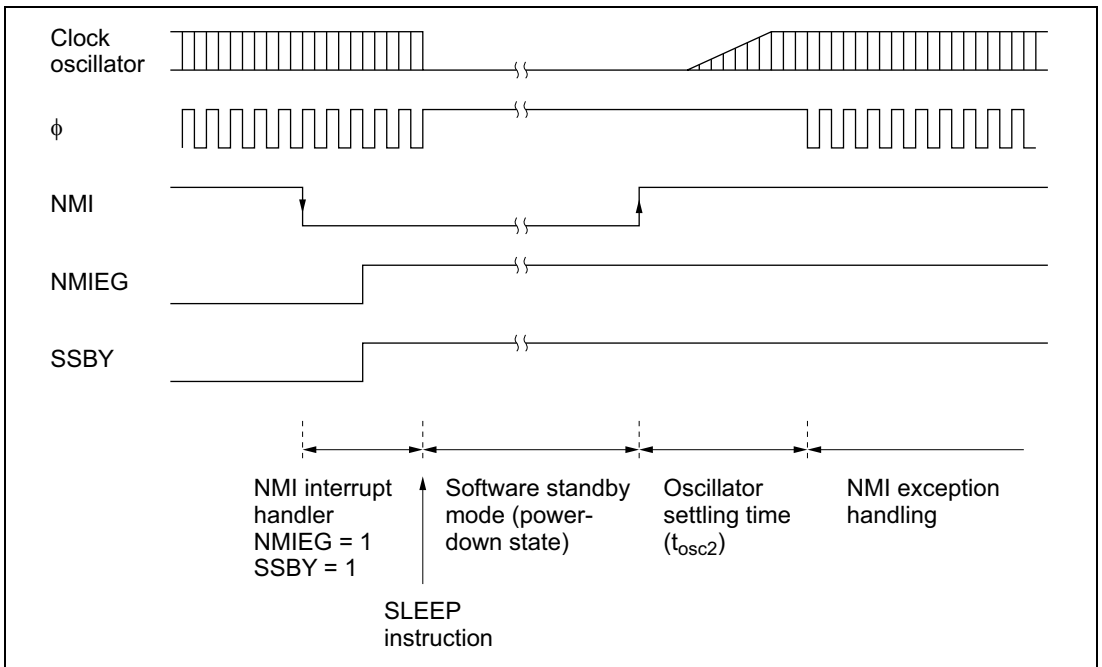 Clock
oscillator
ϕ
NMI
NMIEG
SSBY
NMI interrupt
handler
NMIEG = 1
SSBY = 1
Software standby
mode (power-
down state)
Oscillator
settling time
(tosc2)
NMI exception
handling
SLEEP
instruction